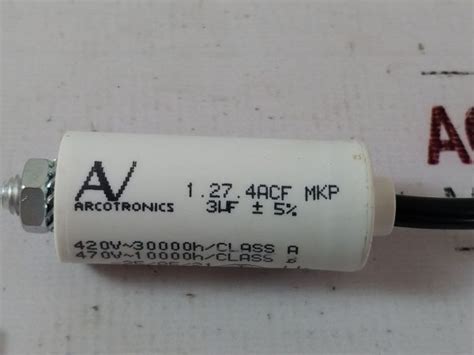 AV
ARCOTRONICS
1.27.4ACF MKP
3µF ± 5%
420V~30000h/CLASS A
470V~10000h/CLASS B